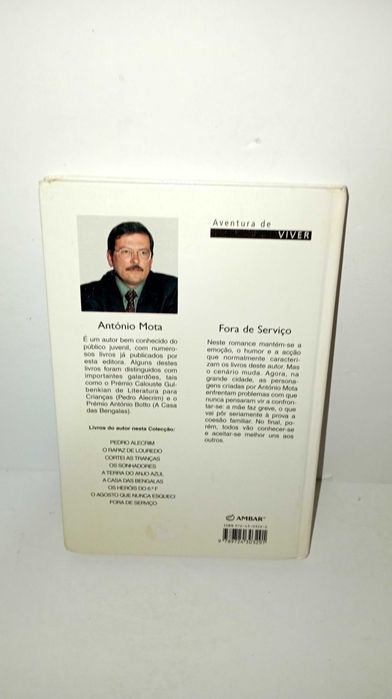 António Mota
É um autor bem conhecido do
público juvenil, com numero-
sos livros já publicados por
esta editora. Alguns destes
livros foram distinguidos com
importantes galardões, tais
como o Prémio Calouste Gul-
benkian de Literatura para
Crianças (Pedro Alecrim) e o
Prémio António Botto (A Casa
das Bengalas).
Livros do autor nesta Colecção:
PEDRO ALECRIM
O RAPAZ DE LOUREDO
CORTEI AS TRANÇAS
OS SONHADORES
A TERRA DO ANJO AZUL
A CASA DAS BENGALAS
OS HERÓIS DO 6.º F
O AGOSTO QUE NUNCA ESQUECI
FORA DE SERVIÇO
Aventura de
VIVER
Fora de Serviço
Neste romance mantém-se a
emoção, o humor e a acção
que normalmente caracteri-
zam os livros deste autor. Mas
o cenário muda. Agora, na
grande cidade, as persona-
gens criadas por António Mota
enfrentam problemas com que
nunca pensaram vir a confron-
tar-se: a mãe faz greve, o que
vai pôr seriamente à prova a
coesão familiar. No final, po-
rém, todos vão conhecer-se
e aceitar-se melhor uns aos
outros.
AMBAR
ISBN
9 789724 303291